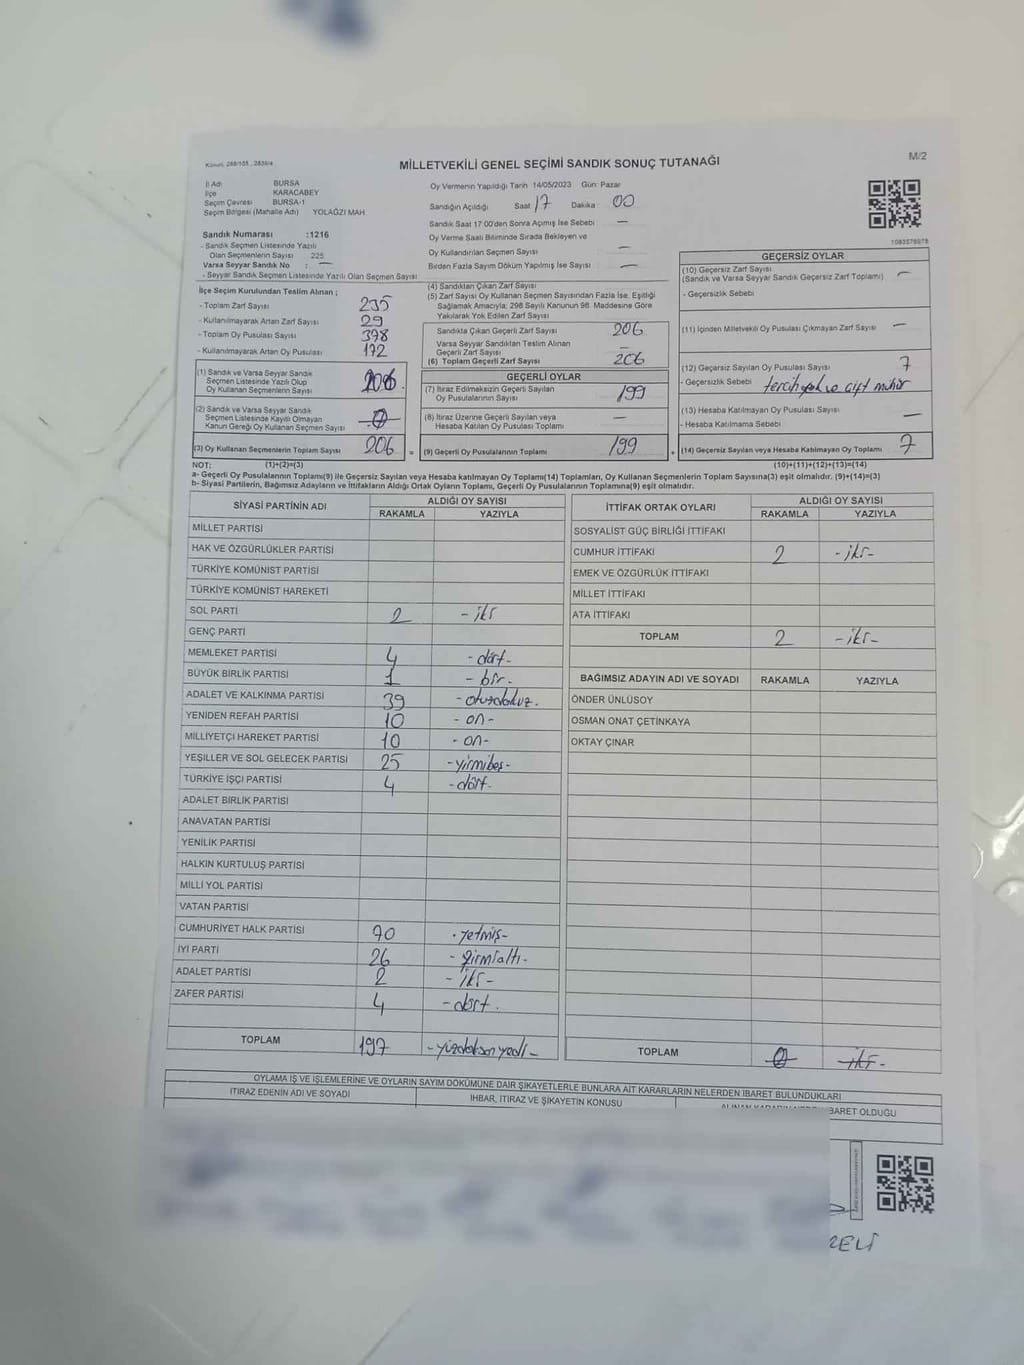 Kanun: 298/105 , 2839/4
MİLLETVEKİLİ GENEL SEÇİMİ SANDIK SONUÇ TUTANAĞI
M/2
İl Adı BURSA
İlçe KARACABEY
Seçim Çevresi BURSA-1
Seçim Bölgesi (Mahalle Adı) YOLAĞZI MAH.
Sandık Numarası :1216
- Sandık Seçmen Listesinde Yazılı
Olan Seçmenlerin Sayısı 225
Varsa Seyyar Sandık No : —
- Seyyar Sandık Seçmen Listesinde Yazılı Olan Seçmen Sayısı:
Oy Vermenin Yapıldığı Tarih 14/05/2023 Gün: Pazar
Sandığın Açıldığı Saat 17 Dakika 00
Sandık Saat 17:00'den Sonra Açımış İse Sebebi —
Oy Verme Saati Bitiminde Sırada Bekleyen ve
Oy Kullandırılan Seçmen Sayısı —
Birden Fazla Sayım Döküm Yapılmış İse Sayısı —
1083576978
İlçe Seçim Kurulundan Teslim Alınan ;
- Toplam Zarf Sayısı 235
- Kullanılmayarak Artan Zarf Sayısı 29
- Toplam Oy Pusulası Sayısı 378
- Kullanılmayarak Artan Oy Pusulası 172
(1) Sandık ve Varsa Seyyar Sandık
Seçmen Listesinde Yazılı Olup
Oy Kullanan Seçmenlerin Sayısı 206
(2) Sandık ve Varsa Seyyar Sandık
Seçmen Listesinde Kayıtlı Olmayan
Kanun Gereği Oy Kullanan Seçmen Sayısı 0
(3) Oy Kullanan Seçmenlerin Toplam Sayısı 206
(4) Sandıktan Çıkan Zarf Sayısı
(5) Zarf Sayısı Oy Kullanan Seçmen Sayısından Fazla İse, Eşitliği
Sağlamak Amacıyla; 298 Sayılı Kanunun 98. Maddesine Göre
Yakılarak Yok Edilen Zarf Sayısı
Sandıkta Çıkan Geçerli Zarf Sayısı 206
Varsa Seyyar Sandıktan Teslim Alınan
Geçerli Zarf Sayısı —
(6) Toplam Geçerli Zarf Sayısı 206
GEÇERLİ OYLAR
(7) İtiraz Edilmeksizin Geçerli Sayılan
Oy Pusulalarının Sayısı 199
(8) İtiraz Üzerine Geçerli Sayılan veya
Hesaba Katılan Oy Pusulası Toplamı —
= (9) Geçerli Oy Pusulalarının Toplamı 199
GEÇERSİZ OYLAR
(10) Geçersiz Zarf Sayısı
(Sandık ve Varsa Seyyar Sandık Geçersiz Zarf Toplamı) —
- Geçersizlik Sebebi
(11) İçinden Milletvekili Oy Pusulası Çıkmayan Zarf Sayısı —
(12) Geçersiz Sayılan Oy Pusulası Sayısı 7
- Geçersizlik Sebebi tercih yok ve çift mühür
(13) Hesaba Katılmayan Oy Pusulası Sayısı
- Hesaba Katılmama Sebebi —
+ (14) Geçersiz Sayılan veya Hesaba Katılmayan Oy Toplamı 7
NOT: (1)+(2)=(3) (10)+(11)+(12)+(13)=(14)
a- Geçerli Oy Pusulalarının Toplamı(9) ile Geçersiz Sayılan veya Hesaba katılmayan Oy Toplamı(14) Toplamları, Oy Kullanan Seçmenlerin Toplam Sayısına(3) eşit olmalıdır. (9)+(14)=(3)
b- Siyasi Partilerin, Bağımsız Adayların ve İttifakların Aldığı Ortak Oyların Toplamı, Geçerli Oy Pusulalarının Toplamına(9) eşit olmalıdır.
SİYASİ PARTİNİN ADI ALDIĞI OY SAYISI
RAKAMLA YAZIYLA
MİLLET PARTİSİ
HAK VE ÖZGÜRLÜKLER PARTİSİ
TÜRKİYE KOMÜNİST PARTİSİ
TÜRKİYE KOMÜNİST HAREKETİ
SOL PARTİ 2 - iki
GENÇ PARTİ
MEMLEKET PARTİSİ 4 - dört -
BÜYÜK BİRLİK PARTİSİ 1 - bir -
ADALET VE KALKINMA PARTİSİ 39 - otuzdokuz.
YENİDEN REFAH PARTİSİ 10 - on -
MİLLİYETÇİ HAREKET PARTİSİ 10 - on -
YEŞİLLER VE SOL GELECEK PARTİSİ 25 - yirmibeş -
TÜRKİYE İŞÇİ PARTİSİ 4 - dört -
ADALET BİRLİK PARTİSİ
ANAVATAN PARTİSİ
YENİLİK PARTİSİ
HALKIN KURTULUŞ PARTİSİ
MİLLİ YOL PARTİSİ
VATAN PARTİSİ
CUMHURİYET HALK PARTİSİ 70 - yetmiş -
İYİ PARTİ 26 - yirmialtı -
ADALET PARTİSİ 2 - iki -
ZAFER PARTİSİ 4 - dört.
TOPLAM 197 - yüzdoksanyedi -
İTTİFAK ORTAK OYLARI ALDIĞI OY SAYISI
RAKAMLA YAZIYLA
SOSYALİST GÜÇ BİRLİĞİ İTTİFAKI
CUMHUR İTTİFAKI 2 - iki -
EMEK VE ÖZGÜRLÜK İTTİFAKI
MİLLET İTTİFAKI
ATA İTTİFAKI
TOPLAM 2 - iki -
BAĞIMSIZ ADAYIN ADI VE SOYADI RAKAMLA YAZIYLA
ÖNDER ÜNLÜSOY
OSMAN ONAT ÇETİNKAYA
OKTAY ÇINAR
TOPLAM - iki -
OYLAMA İŞ VE İŞLEMLERİNE VE OYLARIN SAYIM DÖKÜMÜNE DAİR ŞİKAYETLERLE BUNLARA AİT KARARLARIN NELERDEN İBARET BULUNDUKLARI
İTİRAZ EDENİN ADI VE SOYADI İHBAR, İTİRAZ VE ŞİKAYETİN KONUSU BARET OLDUĞU